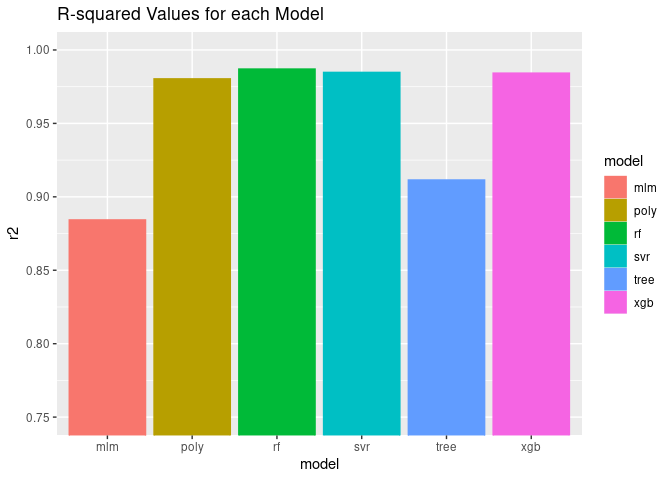 R-squared Values for each Model
r2
1.00
0.95
0.90
0.85
0.80
0.75
mlm
poly
rf
svr
tree
xgb
model
model
mlm
poly
rf
svr
tree
xgb